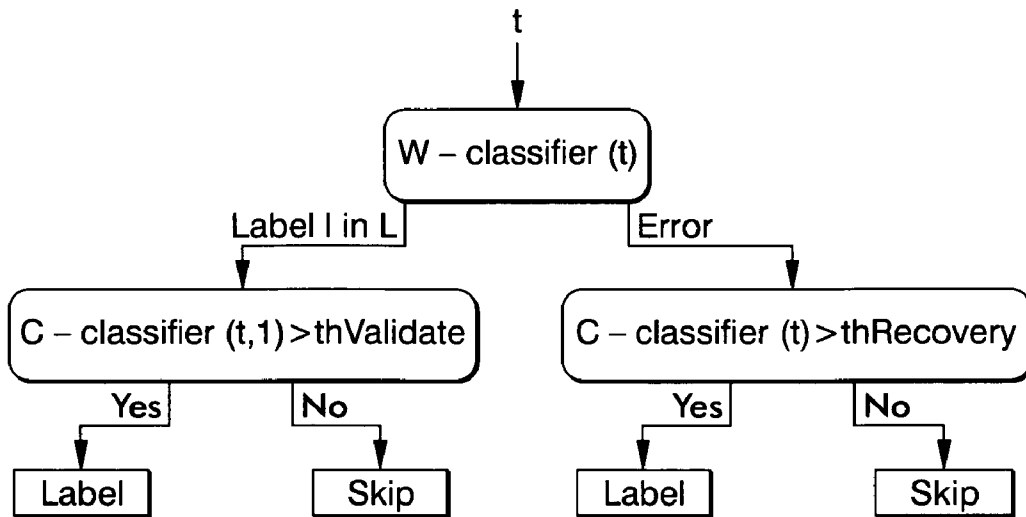 t
W – classifier (t)
Label l in L
Error
C – classifier (t,1)>thValidate
C – classifier (t)>thRecovery
Yes
No
Yes
No
Label
Skip
Label
Skip